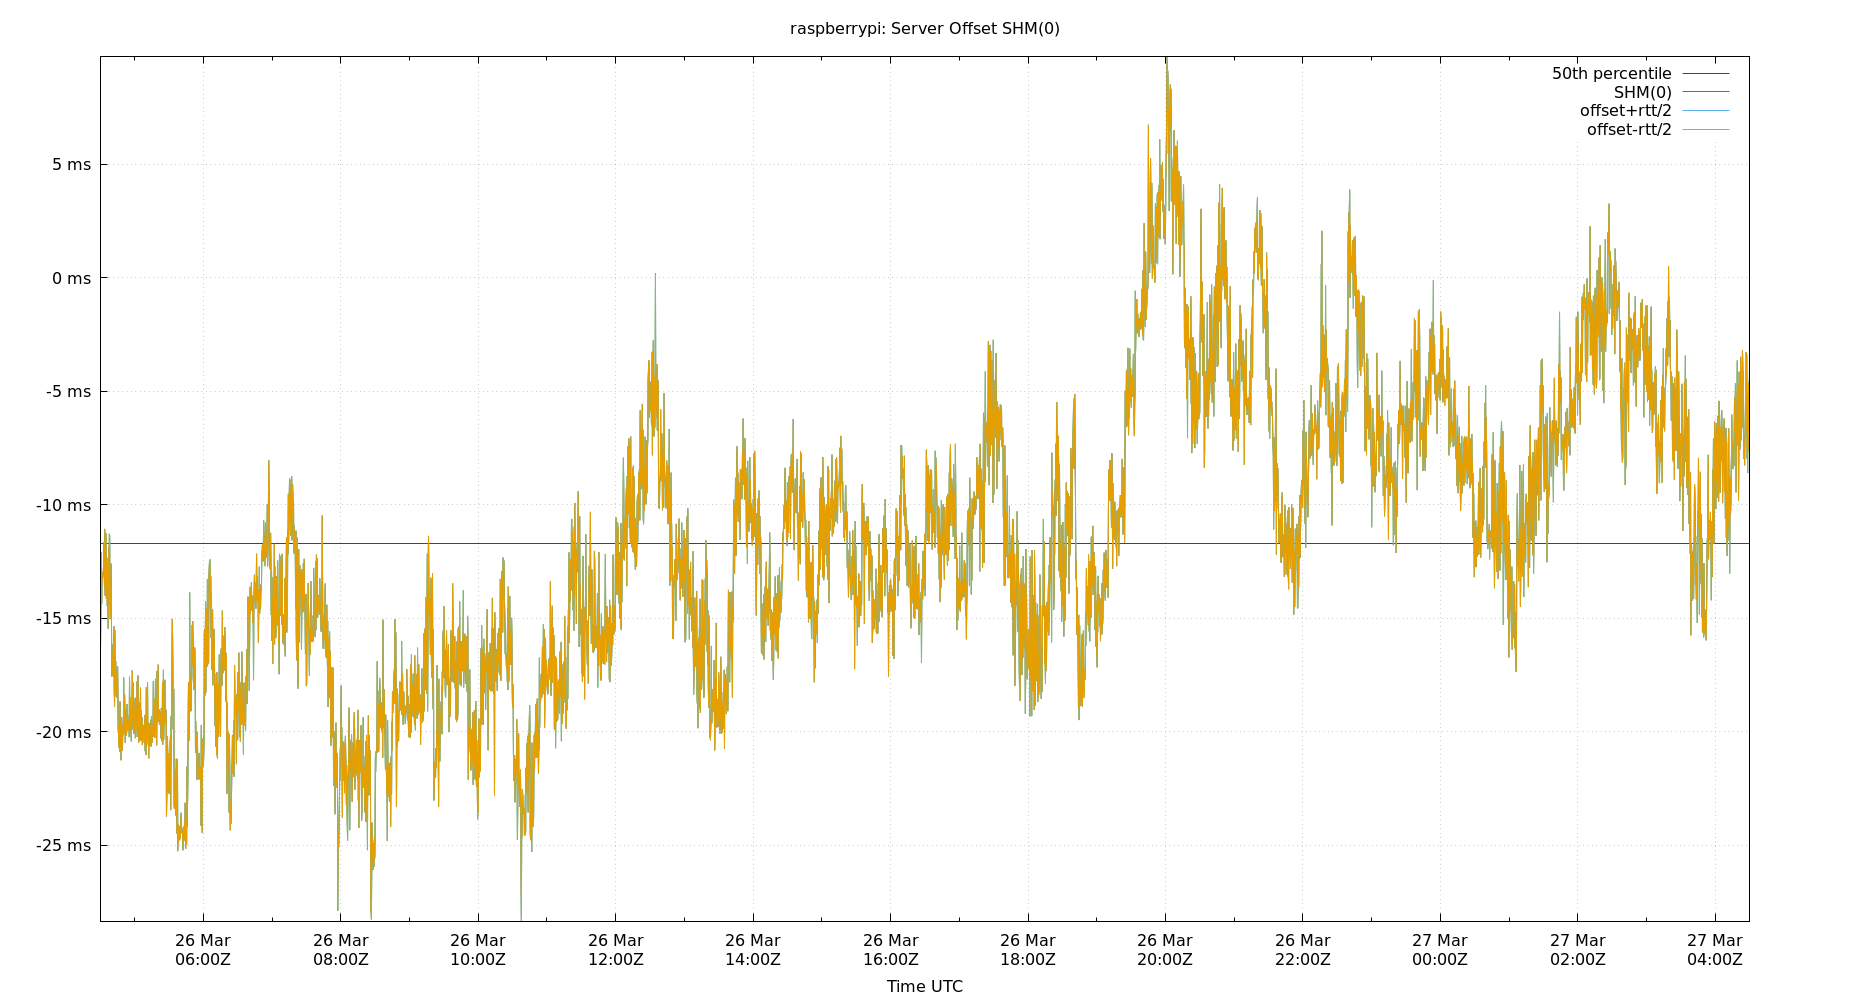 raspberrypi: Server Offset SHM(0)
50th percentile
SHM(0)
offset+rtt/2
offset-rtt/2
5 ms
0 ms
-5 ms
-10 ms
-15 ms
-20 ms
-25 ms
26 Mar 26 Mar 26 Mar 26 Mar 26 Mar 26 Mar 26 Mar 26 Mar 26 Mar 27 Mar 27 Mar 27 Mar
06:00Z 08:00Z 10:00Z 12:00Z 14:00Z 16:00Z 18:00Z 20:00Z 22:00Z 00:00Z 02:00Z 04:00Z
Time UTC